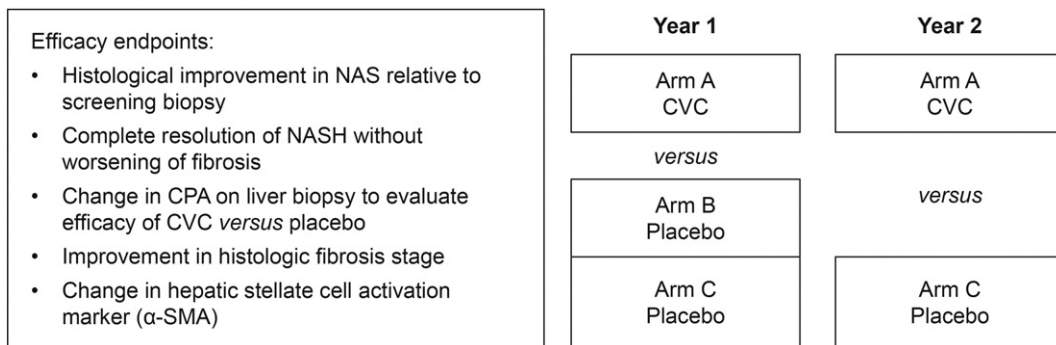 Efficacy endpoints:
• Histological improvement in NAS relative to
screening biopsy
• Complete resolution of NASH without
worsening of fibrosis
• Change in CPA on liver biopsy to evaluate
efficacy of CVC versus placebo
• Improvement in histologic fibrosis stage
• Change in hepatic stellate cell activation
marker (α-SMA)
Year 1
Arm A
CVC
versus
Arm B
Placebo
Arm C
Placebo
Year 2
Arm A
CVC
versus
Arm C
Placebo